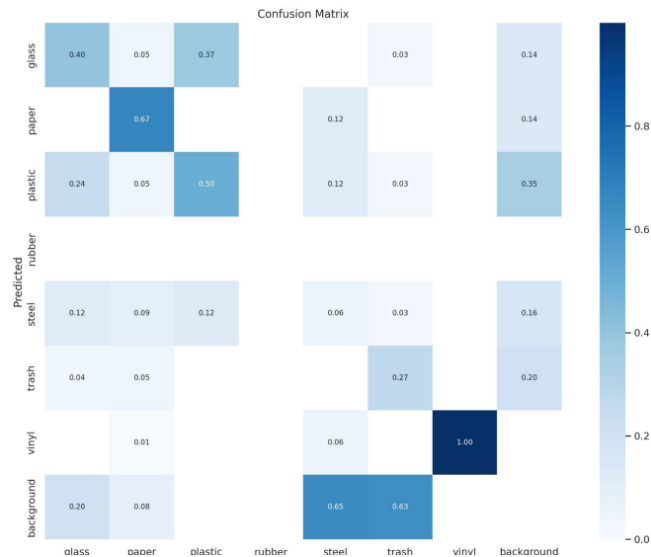 Confusion Matrix
glass 0.40 0.05 0.37 0.03 0.14
paper 0.67 0.12 0.14
plastic 0.24 0.05 0.50 0.12 0.03 0.35
rubber
steel 0.12 0.09 0.12 0.06 0.03 0.16
trash 0.04 0.05 0.27 0.20
vinyl 0.01 0.06 1.00
background 0.20 0.08 0.65 0.63
glass paper plastic rubber steel trash vinyl background
Predicted
0.8
0.6
0.4
0.2
0.0